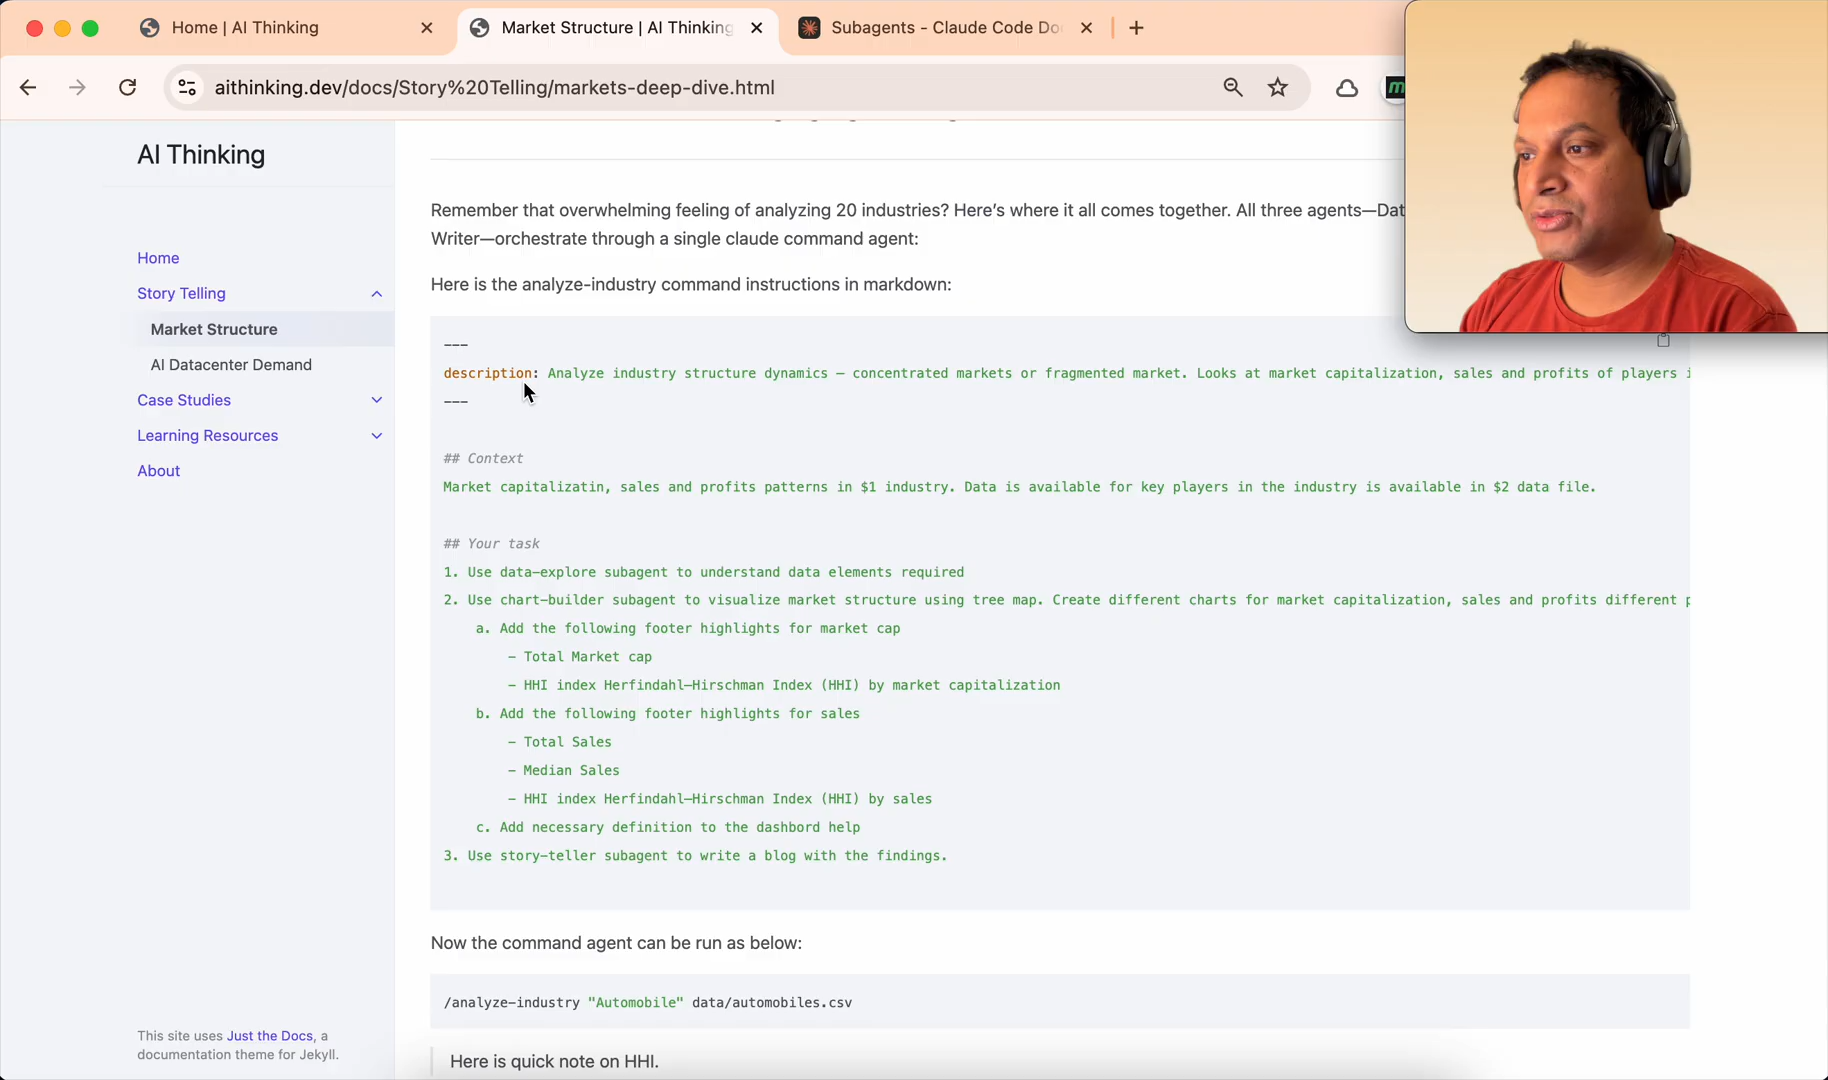 Home | AI Thinking
Market Structure | AI Thinking
Subagents - Claude Code Do
aithinking.dev/docs/Story%20Telling/markets-deep-dive.html
AI Thinking
Home
Story Telling
Market Structure
AI Datacenter Demand
Case Studies
Learning Resources
About
This site uses Just the Docs, a
documentation theme for Jekyll.
Remember that overwhelming feeling of analyzing 20 industries? Here's where it all comes together. All three agents—Dat
Writer—orchestrate through a single claude command agent:
Here is the analyze-industry command instructions in markdown:
---
description: Analyze industry structure dynamics – concentrated markets or fragmented market. Looks at market capitalization, sales and profits of players i
---
## Context
Market capitalizatin, sales and profits patterns in $1 industry. Data is available for key players in the industry is available in $2 data file.
## Your task
1. Use data-explore subagent to understand data elements required
2. Use chart-builder subagent to visualize market structure using tree map. Create different charts for market capitalization, sales and profits different p
a. Add the following footer highlights for market cap
- Total Market cap
- HHI index Herfindahl–Hirschman Index (HHI) by market capitalization
b. Add the following footer highlights for sales
- Total Sales
- Median Sales
- HHI index Herfindahl–Hirschman Index (HHI) by sales
c. Add necessary definition to the dashbord help
3. Use story-teller subagent to write a blog with the findings.
Now the command agent can be run as below:
/analyze-industry "Automobile" data/automobiles.csv
Here is quick note on HHI.